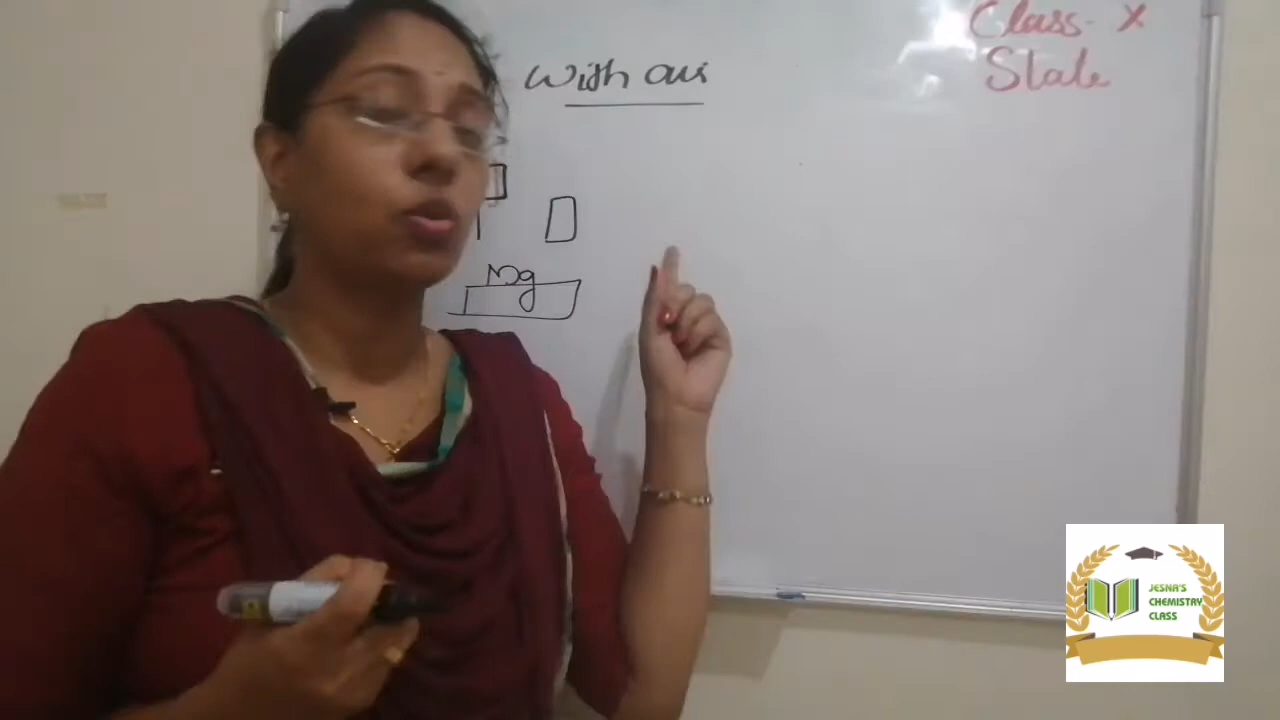 Class - X
State
With air
Mg
JESNA'S
CHEMISTRY
CLASS